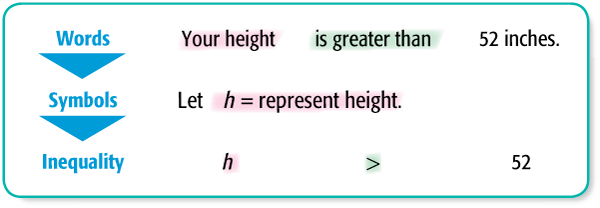 Words Your height is greater than 52 inches.
Symbols Let h = represent height.
Inequality h > 52